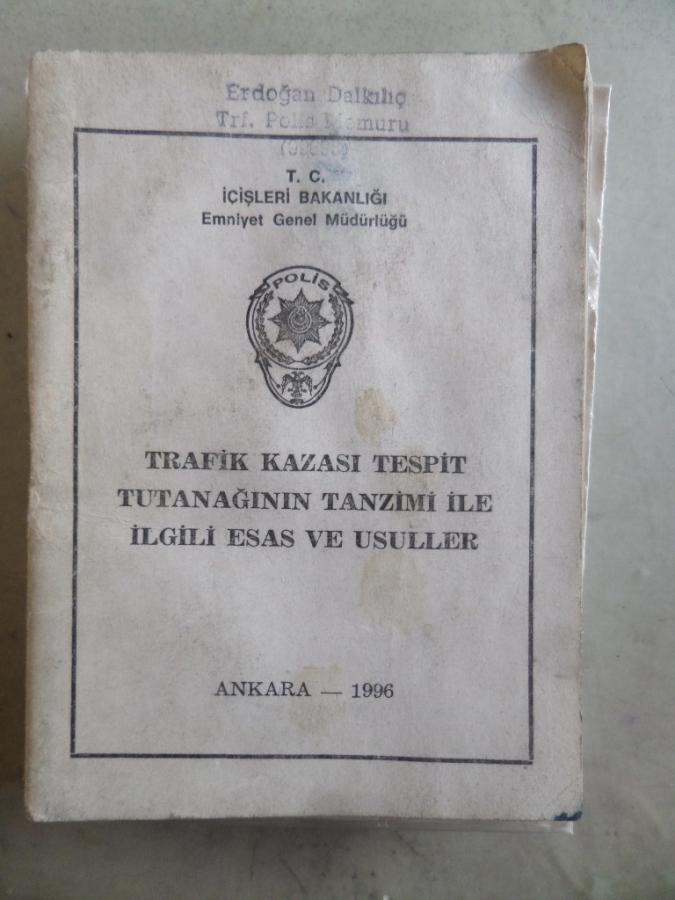 Erdoğan Dalkılıç
Trf. Polis Memuru
T. C.
İÇİŞLERİ BAKANLIĞI
Emniyet Genel Müdürlüğü
POLİS
TRAFİK KAZASI TESPİT
TUTANAĞININ TANZİMİ İLE
İLGİLİ ESAS VE USULLER
ANKARA — 1996